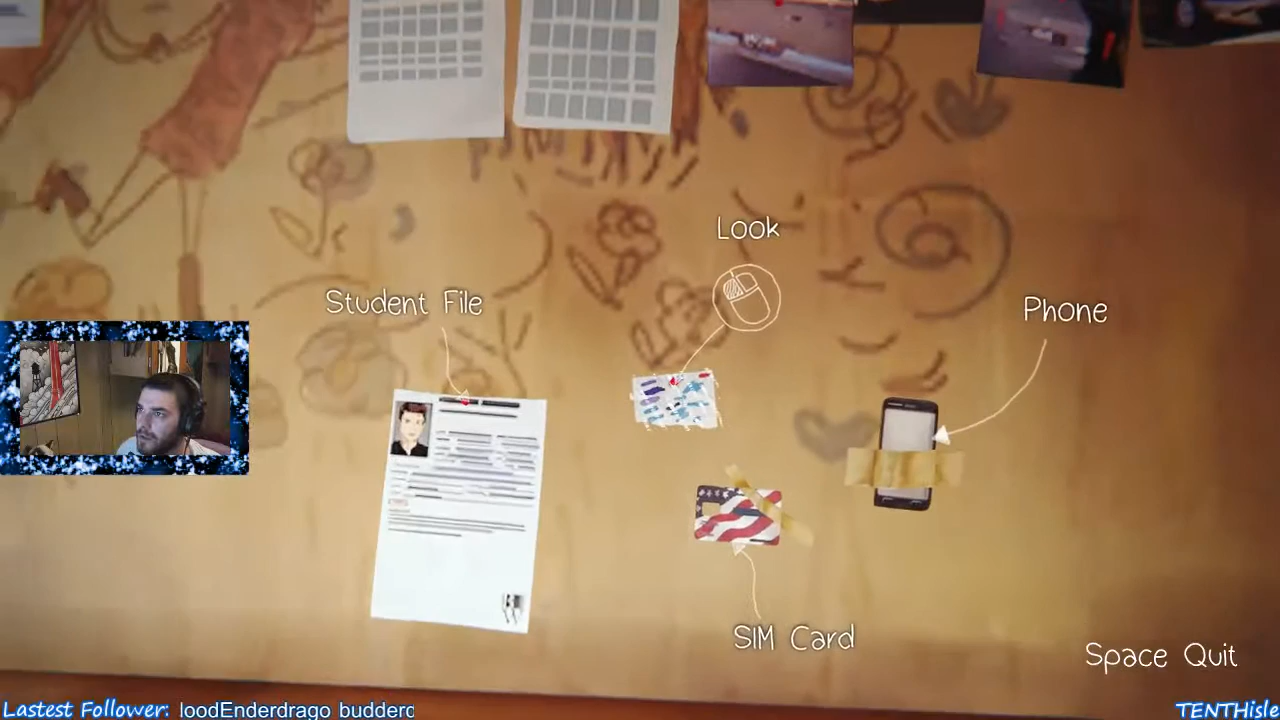 Look
Student File
Phone
SIM Card
Space Quit
Lastest Follower: loodEnderdrago budderc
TENTHisle